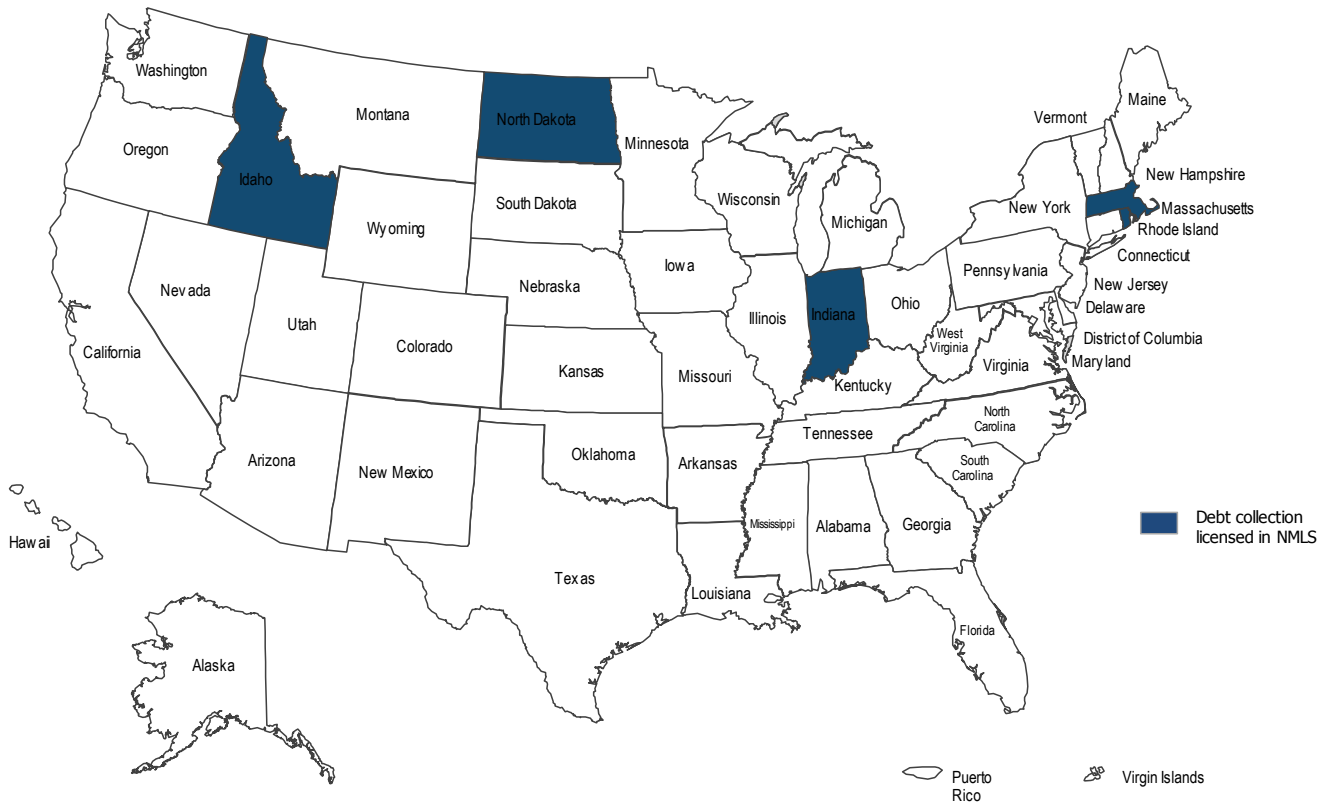 Washington
Montana
North Dakota
Minnesota
Vermont
Maine
Oregon
Idaho
Wyoming
South Dakota
Wisconsin
Michigan
New York
New Hampshire
Massachusetts
Rhode Island
Connecticut
Nevada
Utah
Colorado
Nebraska
Iowa
Illinois
Indiana
Ohio
Pennsylvania
New Jersey
Delaware
District of Columbia
Maryland
West
Virginia
Virginia
California
Kansas
Missouri
Kentucky
North
Carolina
Tennessee
South
Carolina
Arizona
New Mexico
Oklahoma
Arkansas
Mississippi
Alabama
Georgia
Hawaii
Texas
Louisiana
Florida
Alaska
Debt collection
licensed in NMLS
Puerto
Rico
Virgin Islands